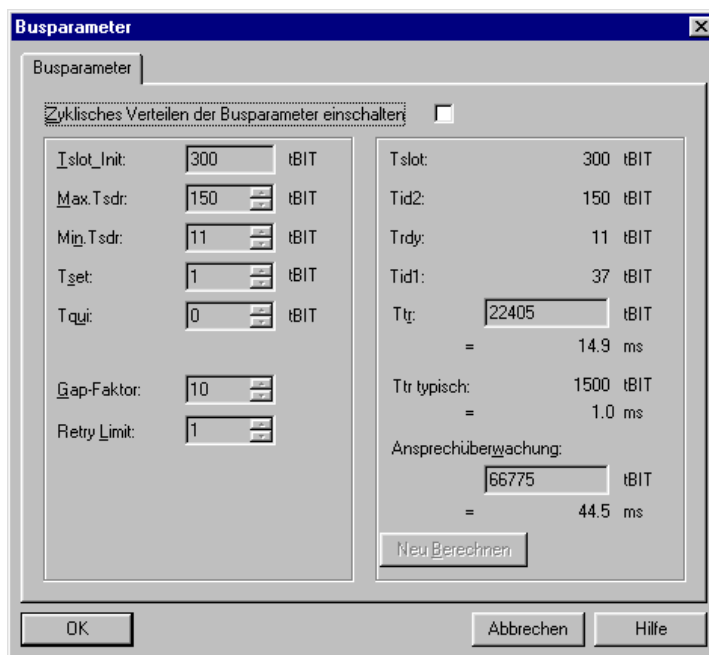 Busparameter
Busparameter
Zyklisches Verteilen der Busparameter einschalten
Tslot_Init: 300 tBIT
Max.Tsdr: 150 tBIT
Min.Tsdr: 11 tBIT
Tset: 1 tBIT
Tqui: 0 tBIT
Gap-Faktor: 10
Retry Limit: 1
Tslot: 300 tBIT
Tid2: 150 tBIT
Trdy: 11 tBIT
Tid1: 37 tBIT
Ttr: 22405 tBIT
= 14.9 ms
Ttr typisch: 1500 tBIT
= 1.0 ms
Ansprechüberwachung:
66775 tBIT
= 44.5 ms
Neu Berechnen
OK Abbrechen Hilfe